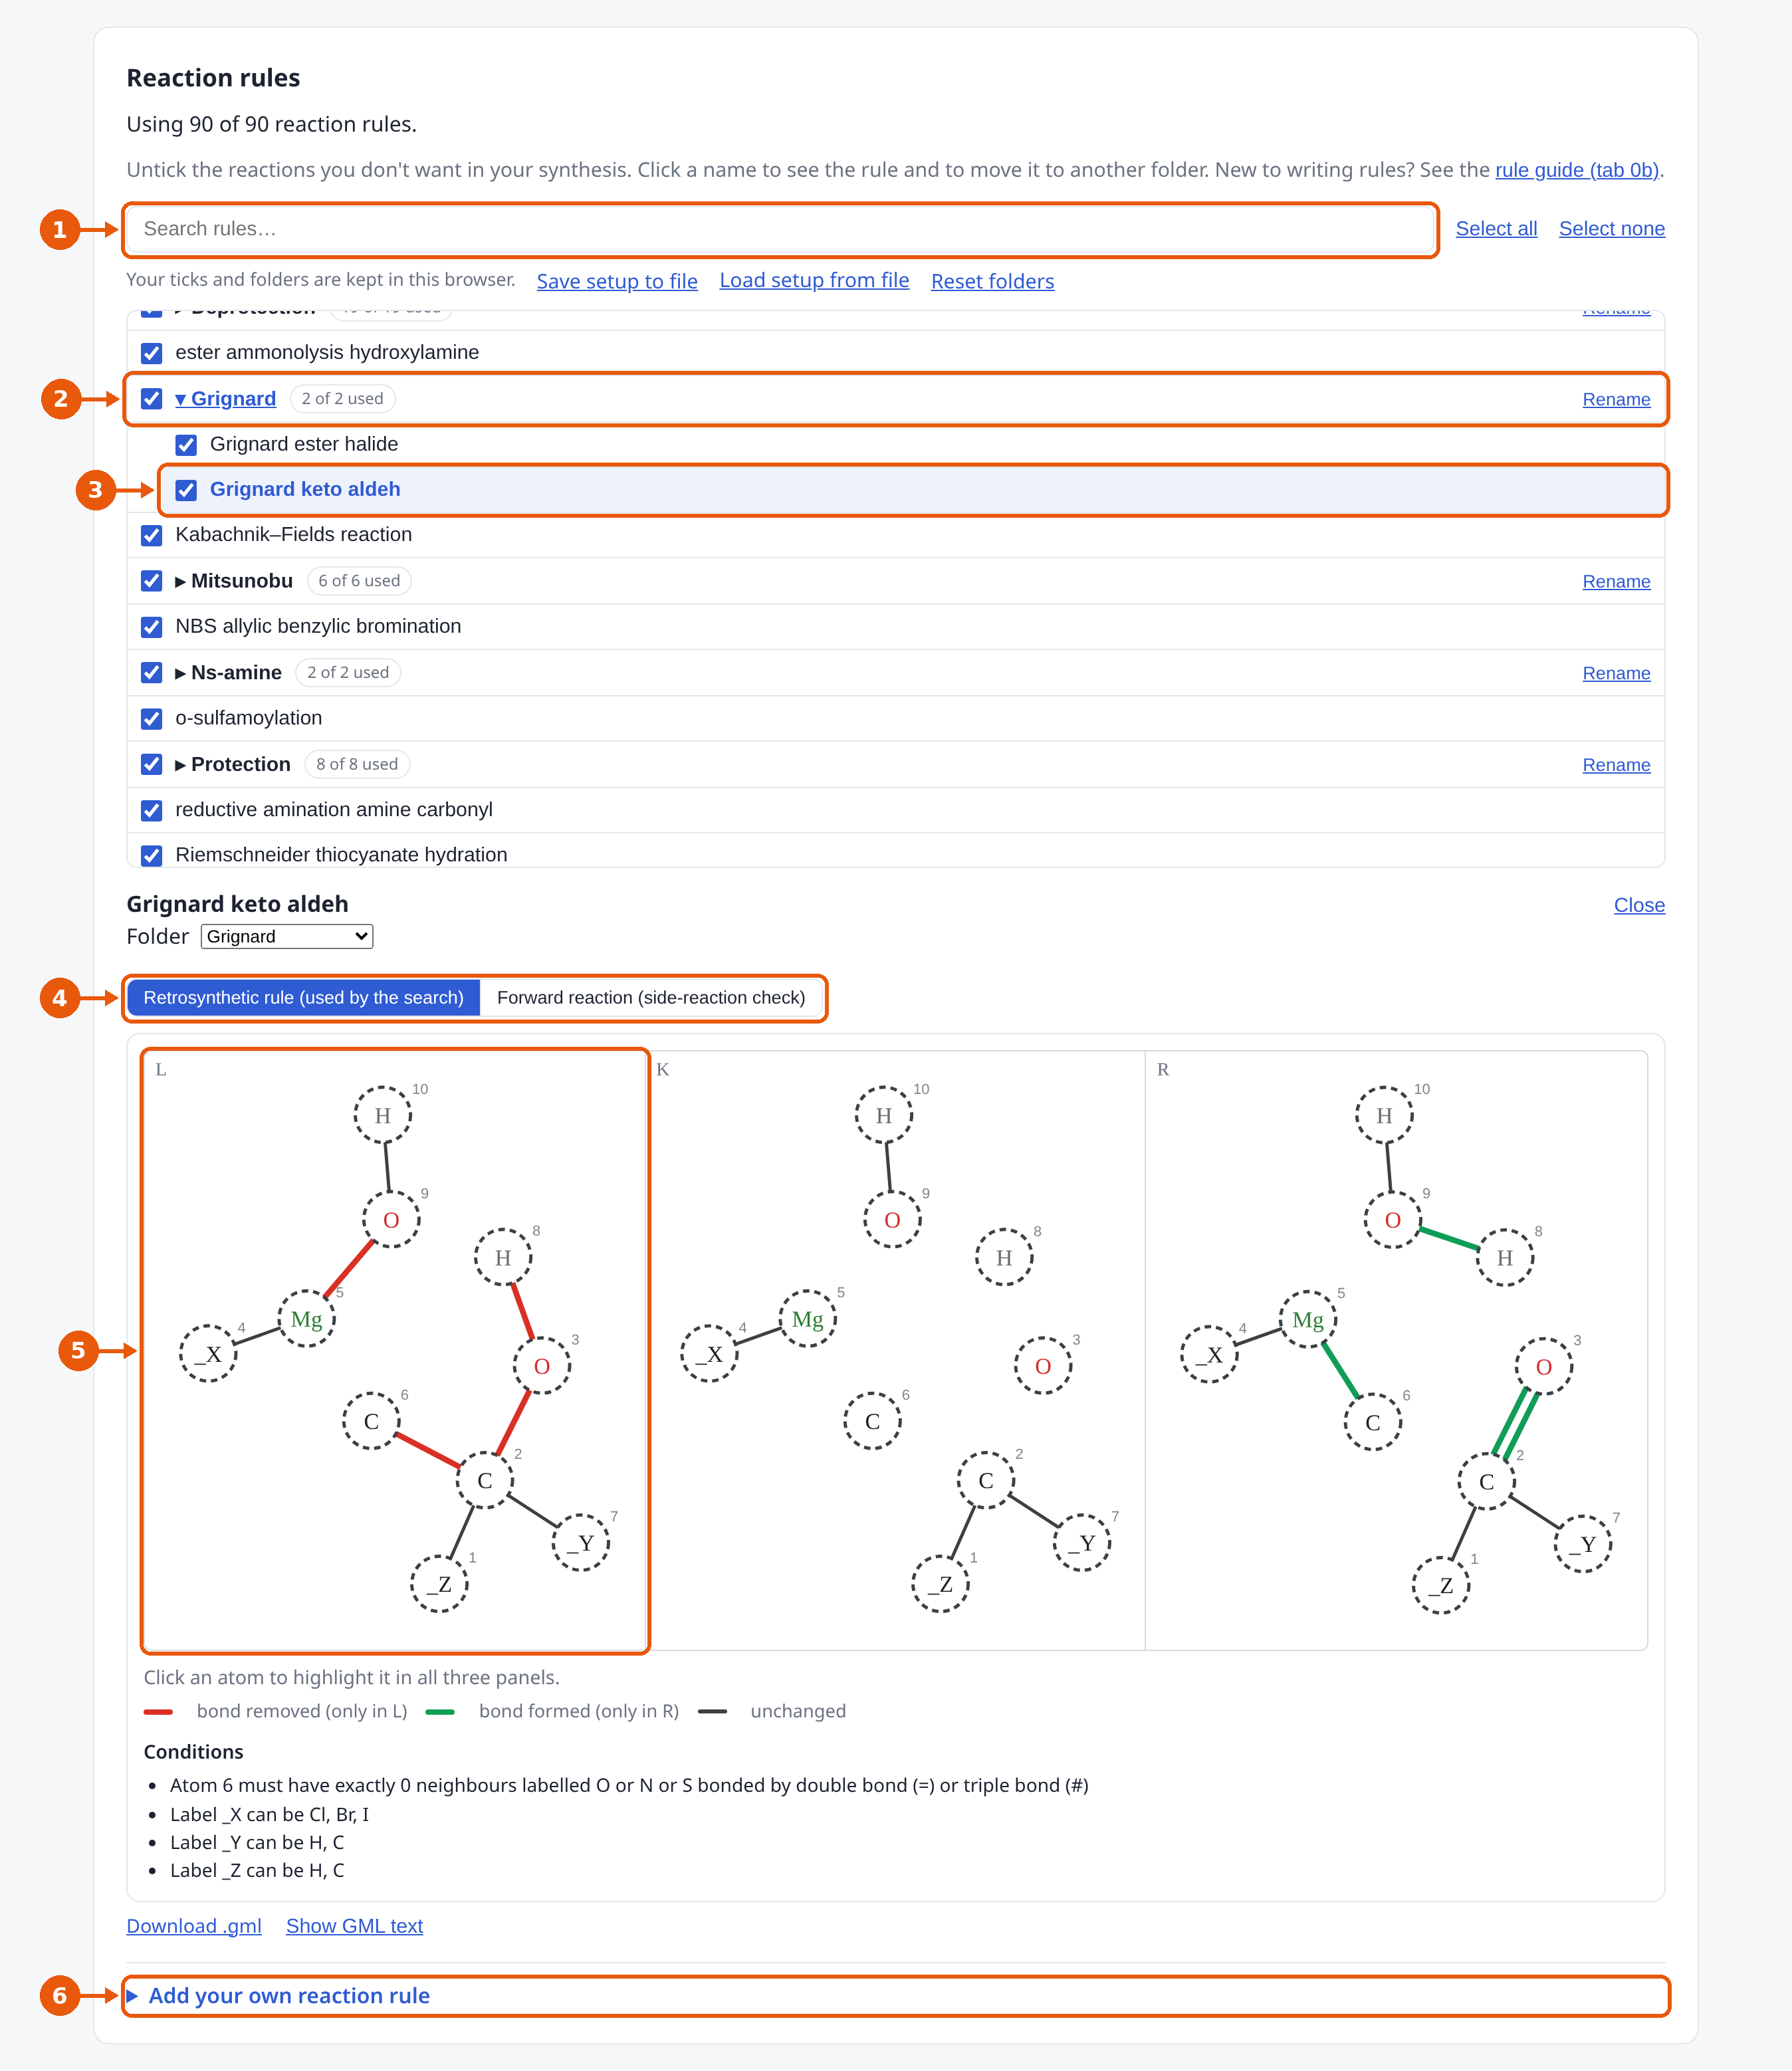 Reaction rules
Using 90 of 90 reaction rules.
Untick the reactions you don't want in your synthesis. Click a name to see the rule and to move it to another folder. New to writing rules? See the rule guide (tab 0b).
1
Search rules…
Select all
Select none
Your ticks and folders are kept in this browser.
Save setup to file
Load setup from file
Reset folders
▸ Deprotection
Rename
ester ammonolysis hydroxylamine
2
▾ Grignard
2 of 2 used
Rename
Grignard ester halide
3
Grignard keto aldeh
Kabachnik–Fields reaction
▸ Mitsunobu
6 of 6 used
Rename
NBS allylic benzylic bromination
▸ Ns-amine
2 of 2 used
Rename
o-sulfamoylation
▸ Protection
8 of 8 used
Rename
reductive amination amine carbonyl
Riemschneider thiocyanate hydration
Grignard keto aldeh
Close
Folder
Grignard
4
Retrosynthetic rule (used by the search)
Forward reaction (side-reaction check)
5
L
H
10
O
9
H
8
Mg
5
_X
4
O
3
C
6
C
2
_Y
7
_Z
1
K
H
10
O
9
H
8
Mg
5
_X
4
O
3
C
6
C
2
_Y
7
_Z
1
R
H
10
O
9
H
8
Mg
5
_X
4
O
3
C
6
C
2
_Y
7
_Z
1
Click an atom to highlight it in all three panels.
bond removed (only in L)
bond formed (only in R)
unchanged
Conditions
• Atom 6 must have exactly 0 neighbours labelled O or N or S bonded by double bond (=) or triple bond (#)
• Label _X can be Cl, Br, I
• Label _Y can be H, C
• Label _Z can be H, C
Download .gml
Show GML text
6
▸ Add your own reaction rule